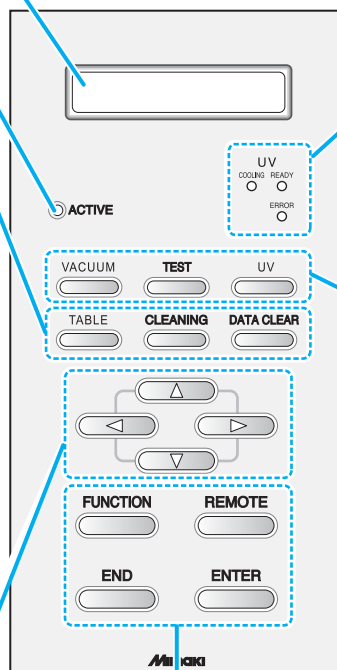 UV
COOLING READY
ERROR
ACTIVE
VACUUM TEST UV
TABLE CLEANING DATA CLEAR
FUNCTION REMOTE
END ENTER